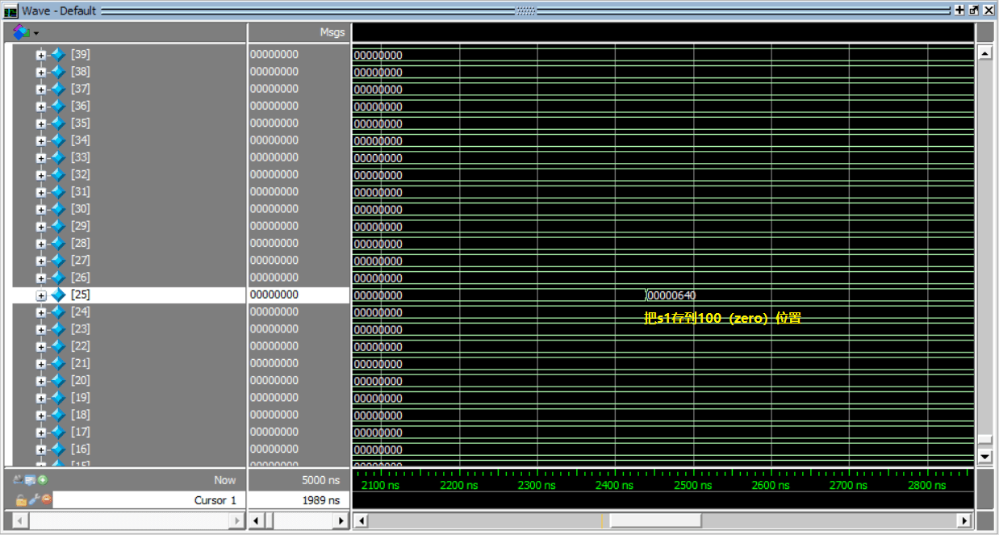 Wave - Default
Msgs
[39] 00000000 00000000
[38] 00000000 00000000
[37] 00000000 00000000
[36] 00000000 00000000
[35] 00000000 00000000
[34] 00000000 00000000
[33] 00000000 00000000
[32] 00000000 00000000
[31] 00000000 00000000
[30] 00000000 00000000
[29] 00000000 00000000
[28] 00000000 00000000
[27] 00000000 00000000
[26] 00000000 00000000
[25] 00000000 00000000 00000640
[24] 00000000 00000000
把s1存到100（zero）位置
[23] 00000000 00000000
[22] 00000000 00000000
[21] 00000000 00000000
[20] 00000000 00000000
[19] 00000000 00000000
[18] 00000000 00000000
[17] 00000000 00000000
[16] 00000000 00000000
[15] 00000000 00000000
Now 5000 ns 2100 ns 2200 ns 2300 ns 2400 ns 2500 ns 2600 ns 2700 ns 2800 ns
Cursor 1 1989 ns